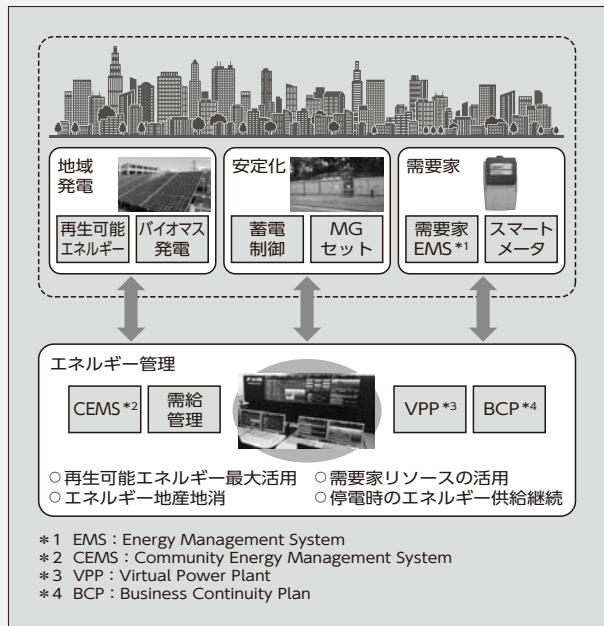 地域
発電
再生可能
エネルギー
バイオマス
発電
安定化
蓄電
制御
MG
セット
需要家
需要家
EMS*1
スマート
メータ
エネルギー管理
CEMS*2
需給
管理
VPP*3
BCP*4
○再生可能エネルギー最大活用
○エネルギー地産地消
○需要家リソースの活用
○停電時のエネルギー供給継続
*1 EMS：Energy Management System
*2 CEMS：Community Energy Management System
*3 VPP：Virtual Power Plant
*4 BCP：Business Continuity Plan